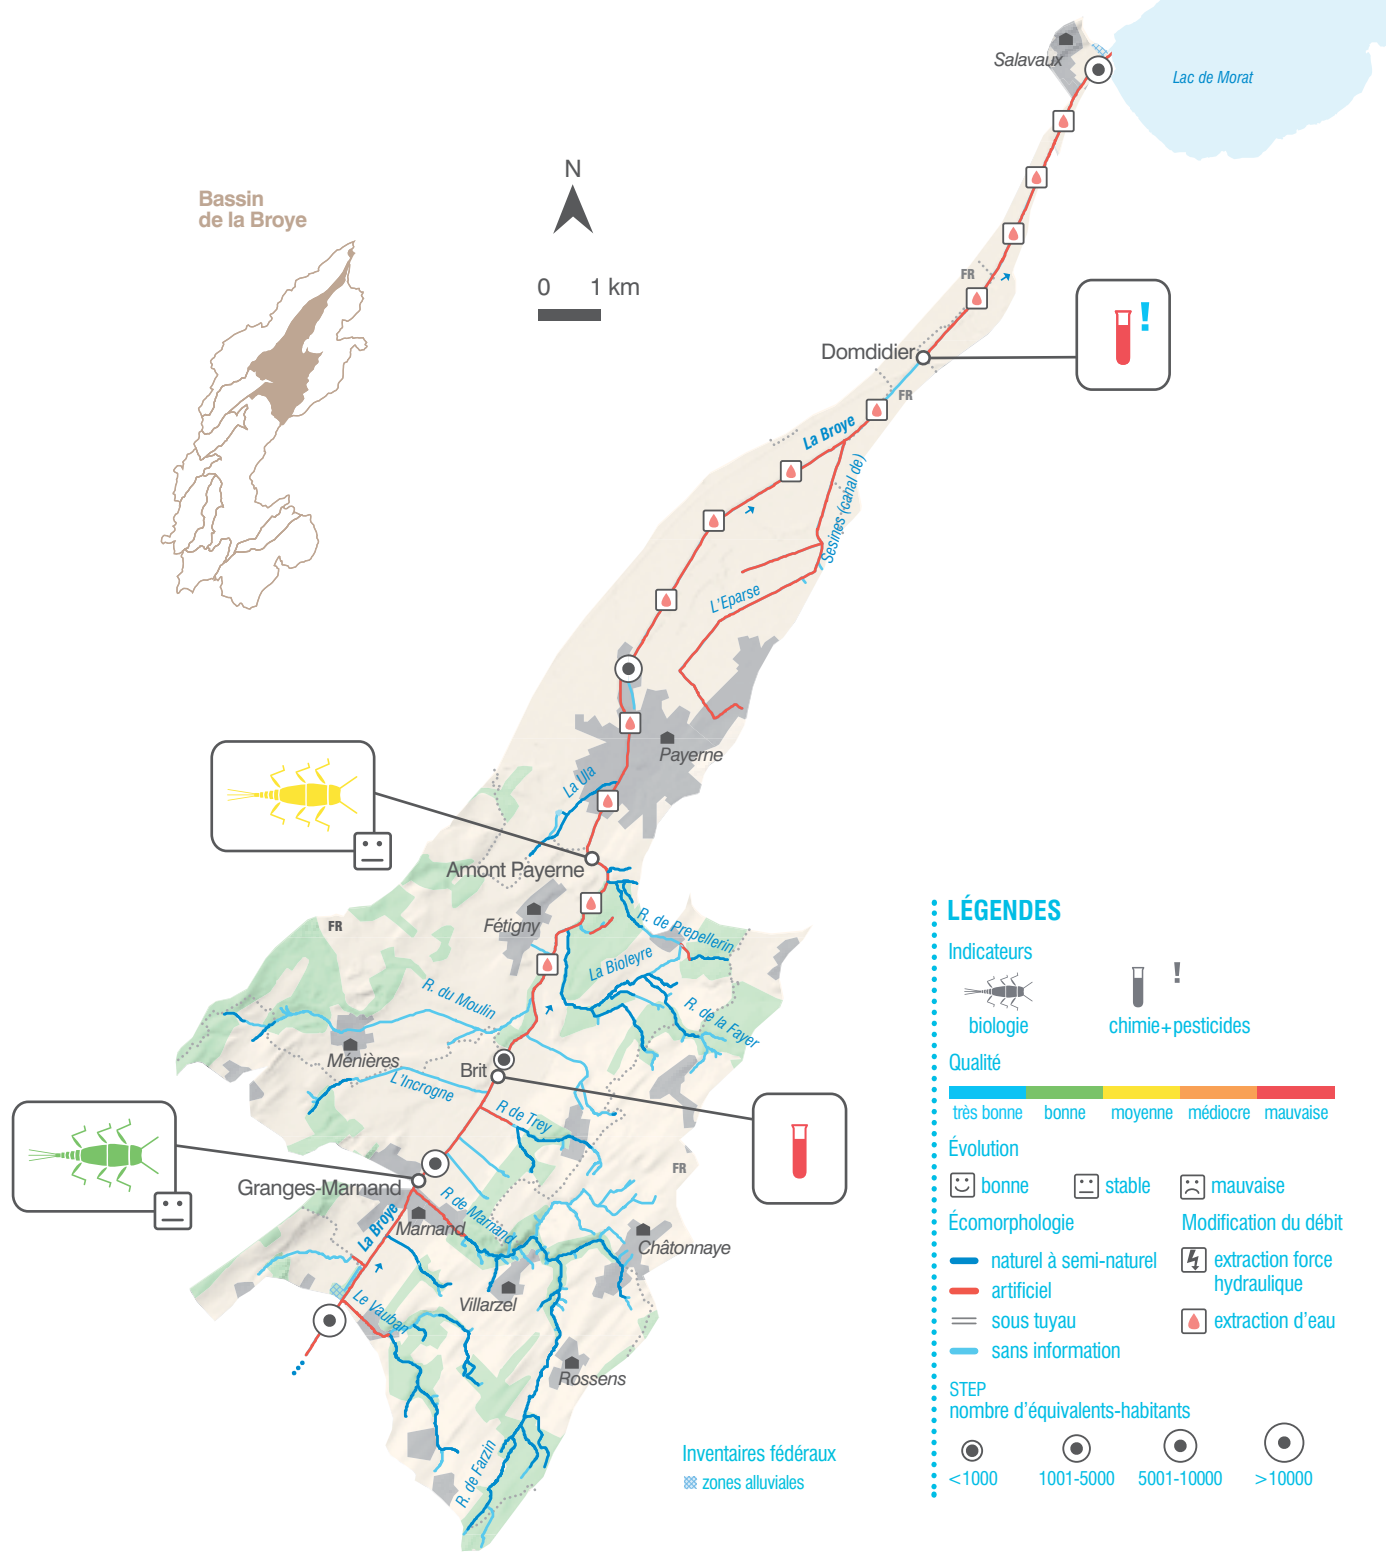 Salavaux
Lac de Morat
N
Bassin
de la Broye
0 1 km
FR
Domdidier
!
FR
La Broye
Sesines (canal de)
L'Eparse
Payerne
La Ula
Amont Payerne
Fétigny
FR
R. de Prepellerin
La Bioleyre
R. du Moulin
R. de la Fayer
Ménières
Brit
L'Incrogne
R de Trey
FR
Granges-Marnand
R de Marnand
Marnand
La Broye
Châtonnaye
Villarzel
Le Vauban
Rossens
R. de Farzin
Inventaires fédéraux
zones alluviales
LÉGENDES
Indicateurs
!
biologie
chimie+pesticides
Qualité
très bonne bonne moyenne médiocre mauvaise
Évolution
bonne stable mauvaise
Écomorphologie
naturel à semi-naturel
artificiel
sous tuyau
sans information
Modification du débit
extraction force
hydraulique
extraction d'eau
STEP
nombre d'équivalents-habitants
<1000 1001-5000 5001-10000 >10000